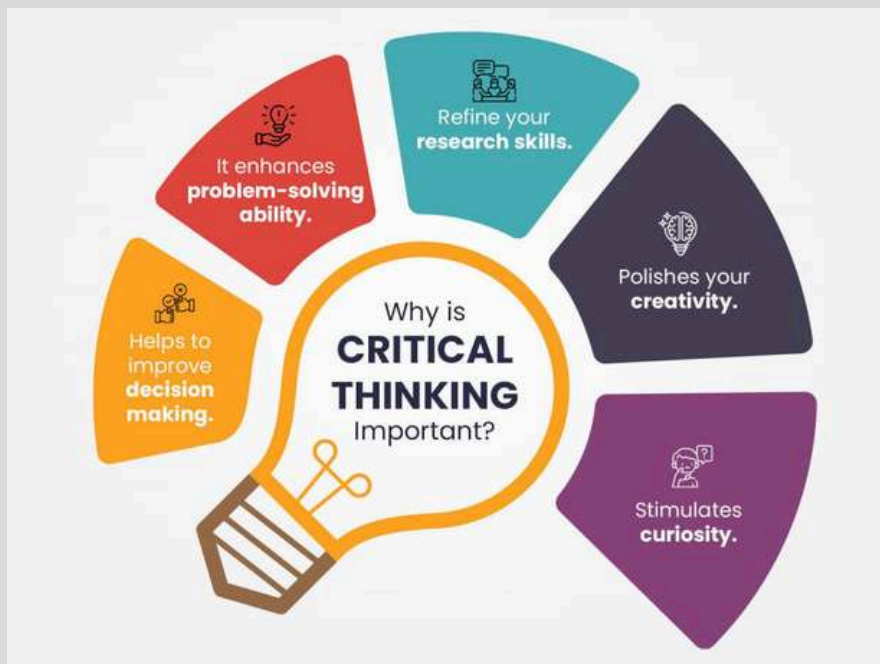 Why is
CRITICAL
THINKING
Important?
Helps to
improve
decision
making.
It enhances
problem-solving
ability.
Refine your
research skills.
Polishes your
creativity.
Stimulates
curiosity.